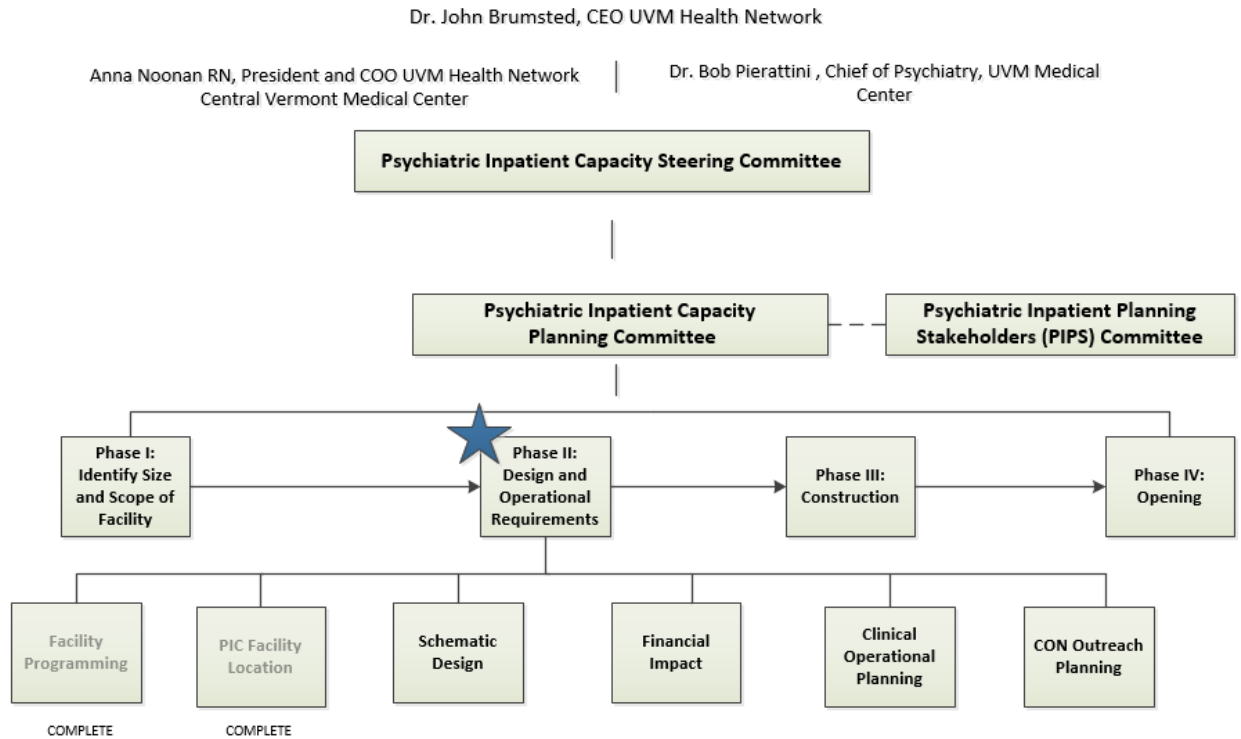 Dr. John Brumsted, CEO UVM Health Network
Anna Noonan RN, President and COO UVM Health Network
Central Vermont Medical Center
Dr. Bob Pierattini , Chief of Psychiatry, UVM Medical
Center
Psychiatric Inpatient Capacity Steering Committee
Psychiatric Inpatient Capacity
Planning Committee
Psychiatric Inpatient Planning
Stakeholders (PIPS) Committee
Phase I:
Identify Size
and Scope of
Facility
Phase II:
Design and
Operational
Requirements
Phase III:
Construction
Phase IV:
Opening
Facility
Programming
PIC Facility
Location
Schematic
Design
Financial
Impact
Clinical
Operational
Planning
CON Outreach
Planning
COMPLETE
COMPLETE